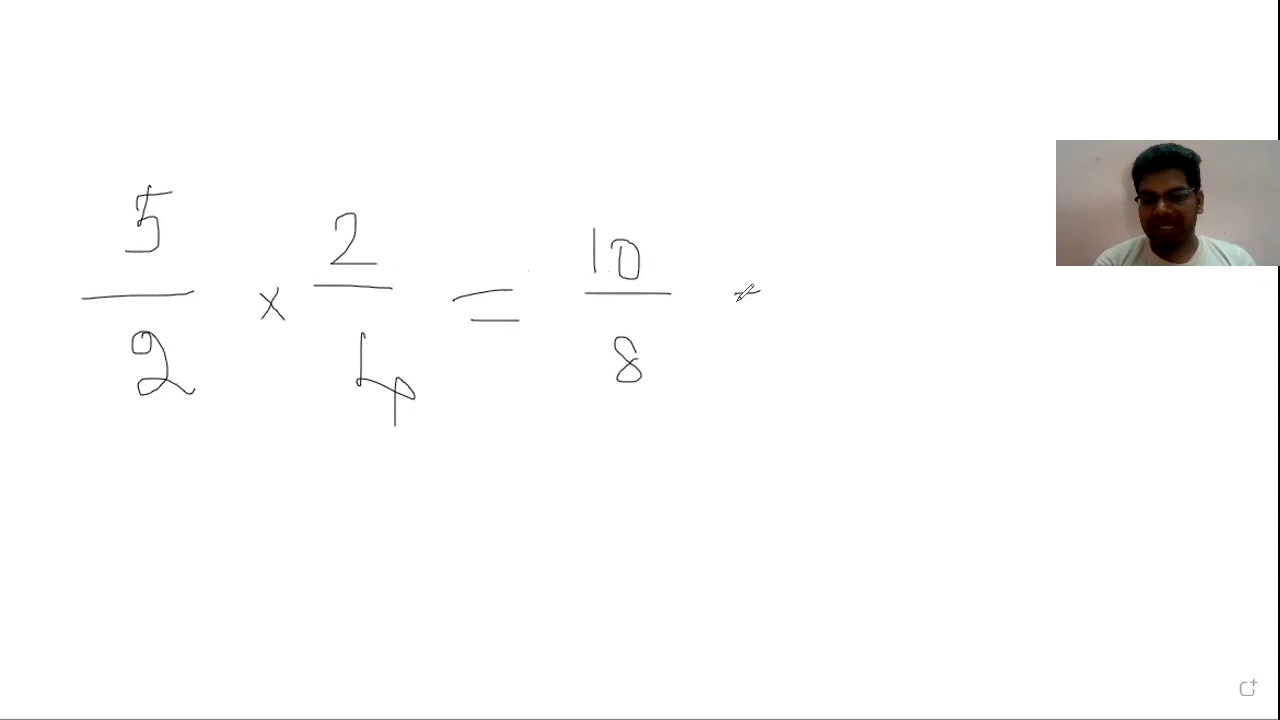 5/2 × 2/4 = 10/8